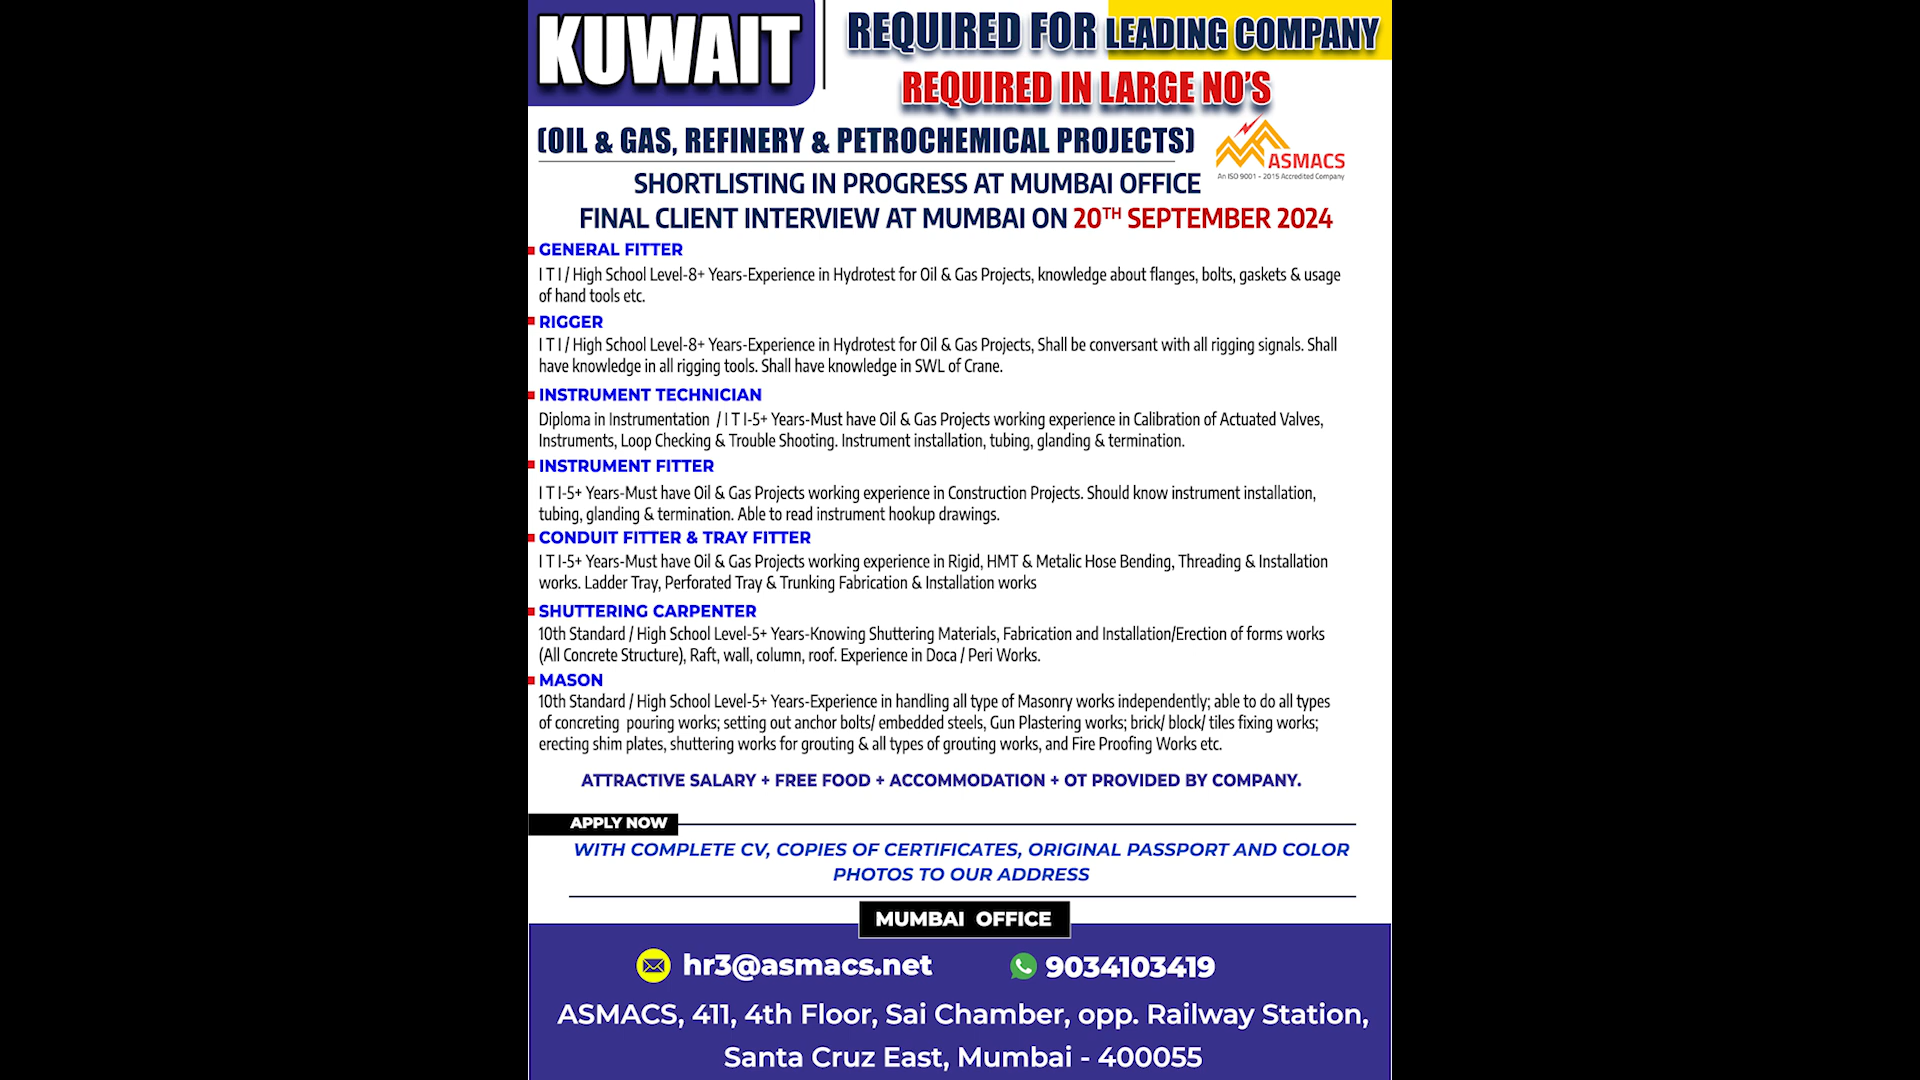 KUWAIT
REQUIRED FOR LEADING COMPANY
REQUIRED IN LARGE NO'S
(OIL & GAS, REFINERY & PETROCHEMICAL PROJECTS)
ASMACS
An ISO 9001 - 2015 Accredited Company
SHORTLISTING IN PROGRESS AT MUMBAI OFFICE
FINAL CLIENT INTERVIEW AT MUMBAI ON 20TH SEPTEMBER 2024
GENERAL FITTER
I T I / High School Level-8+ Years-Experience in Hydrotest for Oil & Gas Projects, knowledge about flanges, bolts, gaskets & usage
of hand tools etc.
RIGGER
I T I / High School Level-8+ Years-Experience in Hydrotest for Oil & Gas Projects, Shall be conversant with all rigging signals. Shall
have knowledge in all rigging tools. Shall have knowledge in SWL of Crane.
INSTRUMENT TECHNICIAN
Diploma in Instrumentation / I T I-5+ Years-Must have Oil & Gas Projects working experience in Calibration of Actuated Valves,
Instruments, Loop Checking & Trouble Shooting. Instrument installation, tubing, glanding & termination.
INSTRUMENT FITTER
I T I-5+ Years-Must have Oil & Gas Projects working experience in Construction Projects. Should know instrument installation,
tubing, glanding & termination. Able to read instrument hookup drawings.
CONDUIT FITTER & TRAY FITTER
I T I-5+ Years-Must have Oil & Gas Projects working experience in Rigid, HMT & Metalic Hose Bending, Threading & Installation
works. Ladder Tray, Perforated Tray & Trunking Fabrication & Installation works
SHUTTERING CARPENTER
10th Standard / High School Level-5+ Years-Knowing Shuttering Materials, Fabrication and Installation/Erection of forms works
(All Concrete Structure), Raft, wall, column, roof. Experience in Doca / Peri Works.
MASON
10th Standard / High School Level-5+ Years-Experience in handling all type of Masonry works independently; able to do all types
of concreting pouring works; setting out anchor bolts/ embedded steels, Gun Plastering works; brick/ block/ tiles fixing works;
erecting shim plates, shuttering works for grouting & all types of grouting works, and Fire Proofing Works etc.
ATTRACTIVE SALARY + FREE FOOD + ACCOMMODATION + OT PROVIDED BY COMPANY.
APPLY NOW
WITH COMPLETE CV, COPIES OF CERTIFICATES, ORIGINAL PASSPORT AND COLOR
PHOTOS TO OUR ADDRESS
MUMBAI OFFICE
hr3@asmacs.net 9034103419
ASMACS, 411, 4th Floor, Sai Chamber, opp. Railway Station,
Santa Cruz East, Mumbai - 400055